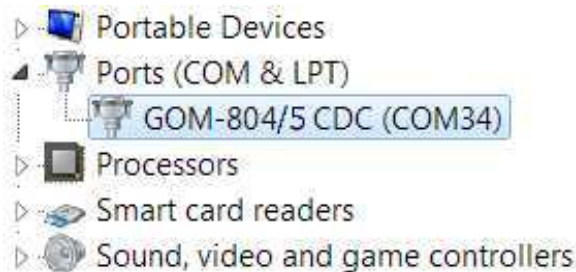 Portable Devices
Ports (COM & LPT)
GOM-804/5 CDC (COM34)
Processors
Smart card readers
Sound, video and game controllers